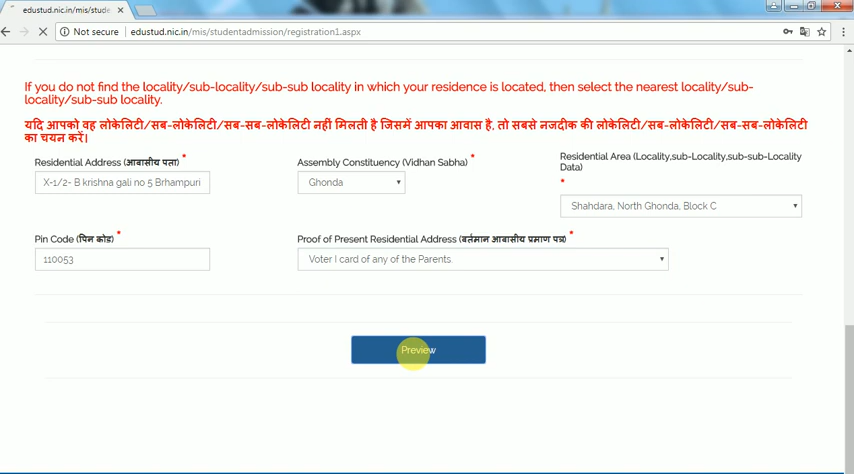 edustud.nic.in/mis/stude
Not secure | edustud.nic.in/mis/studentadmission/registration1.aspx
If you do not find the locality/sub-locality/sub-sub locality in which your residence is located, then select the nearest locality/sub-
locality/sub-sub locality.
यदि आपको वह लोकेलिटी/सब-लोकेलिटी/सब-सब-लोकेलिटी नहीं मिलती है जिसमें आपका आवास है, तो सबसे नजदीक की लोकेलिटी/सब-लोकेलिटी/सब-सब-लोकेलिटी
का चयन करें।
Residential Address (आवासीय पता) *
Assembly Constituency (Vidhan Sabha) *
Residential Area (Locality,sub-Locality,sub-sub-Locality
Data)
*
X-1/2- B krishna gali no 5 Brhampuri
Ghonda
Shahdara, North Ghonda, Block C
Pin Code (पिन कोड) *
Proof of Present Residential Address (वर्तमान आवासीय प्रमाण पत्र) *
110053
Voter I card of any of the Parents.
Preview